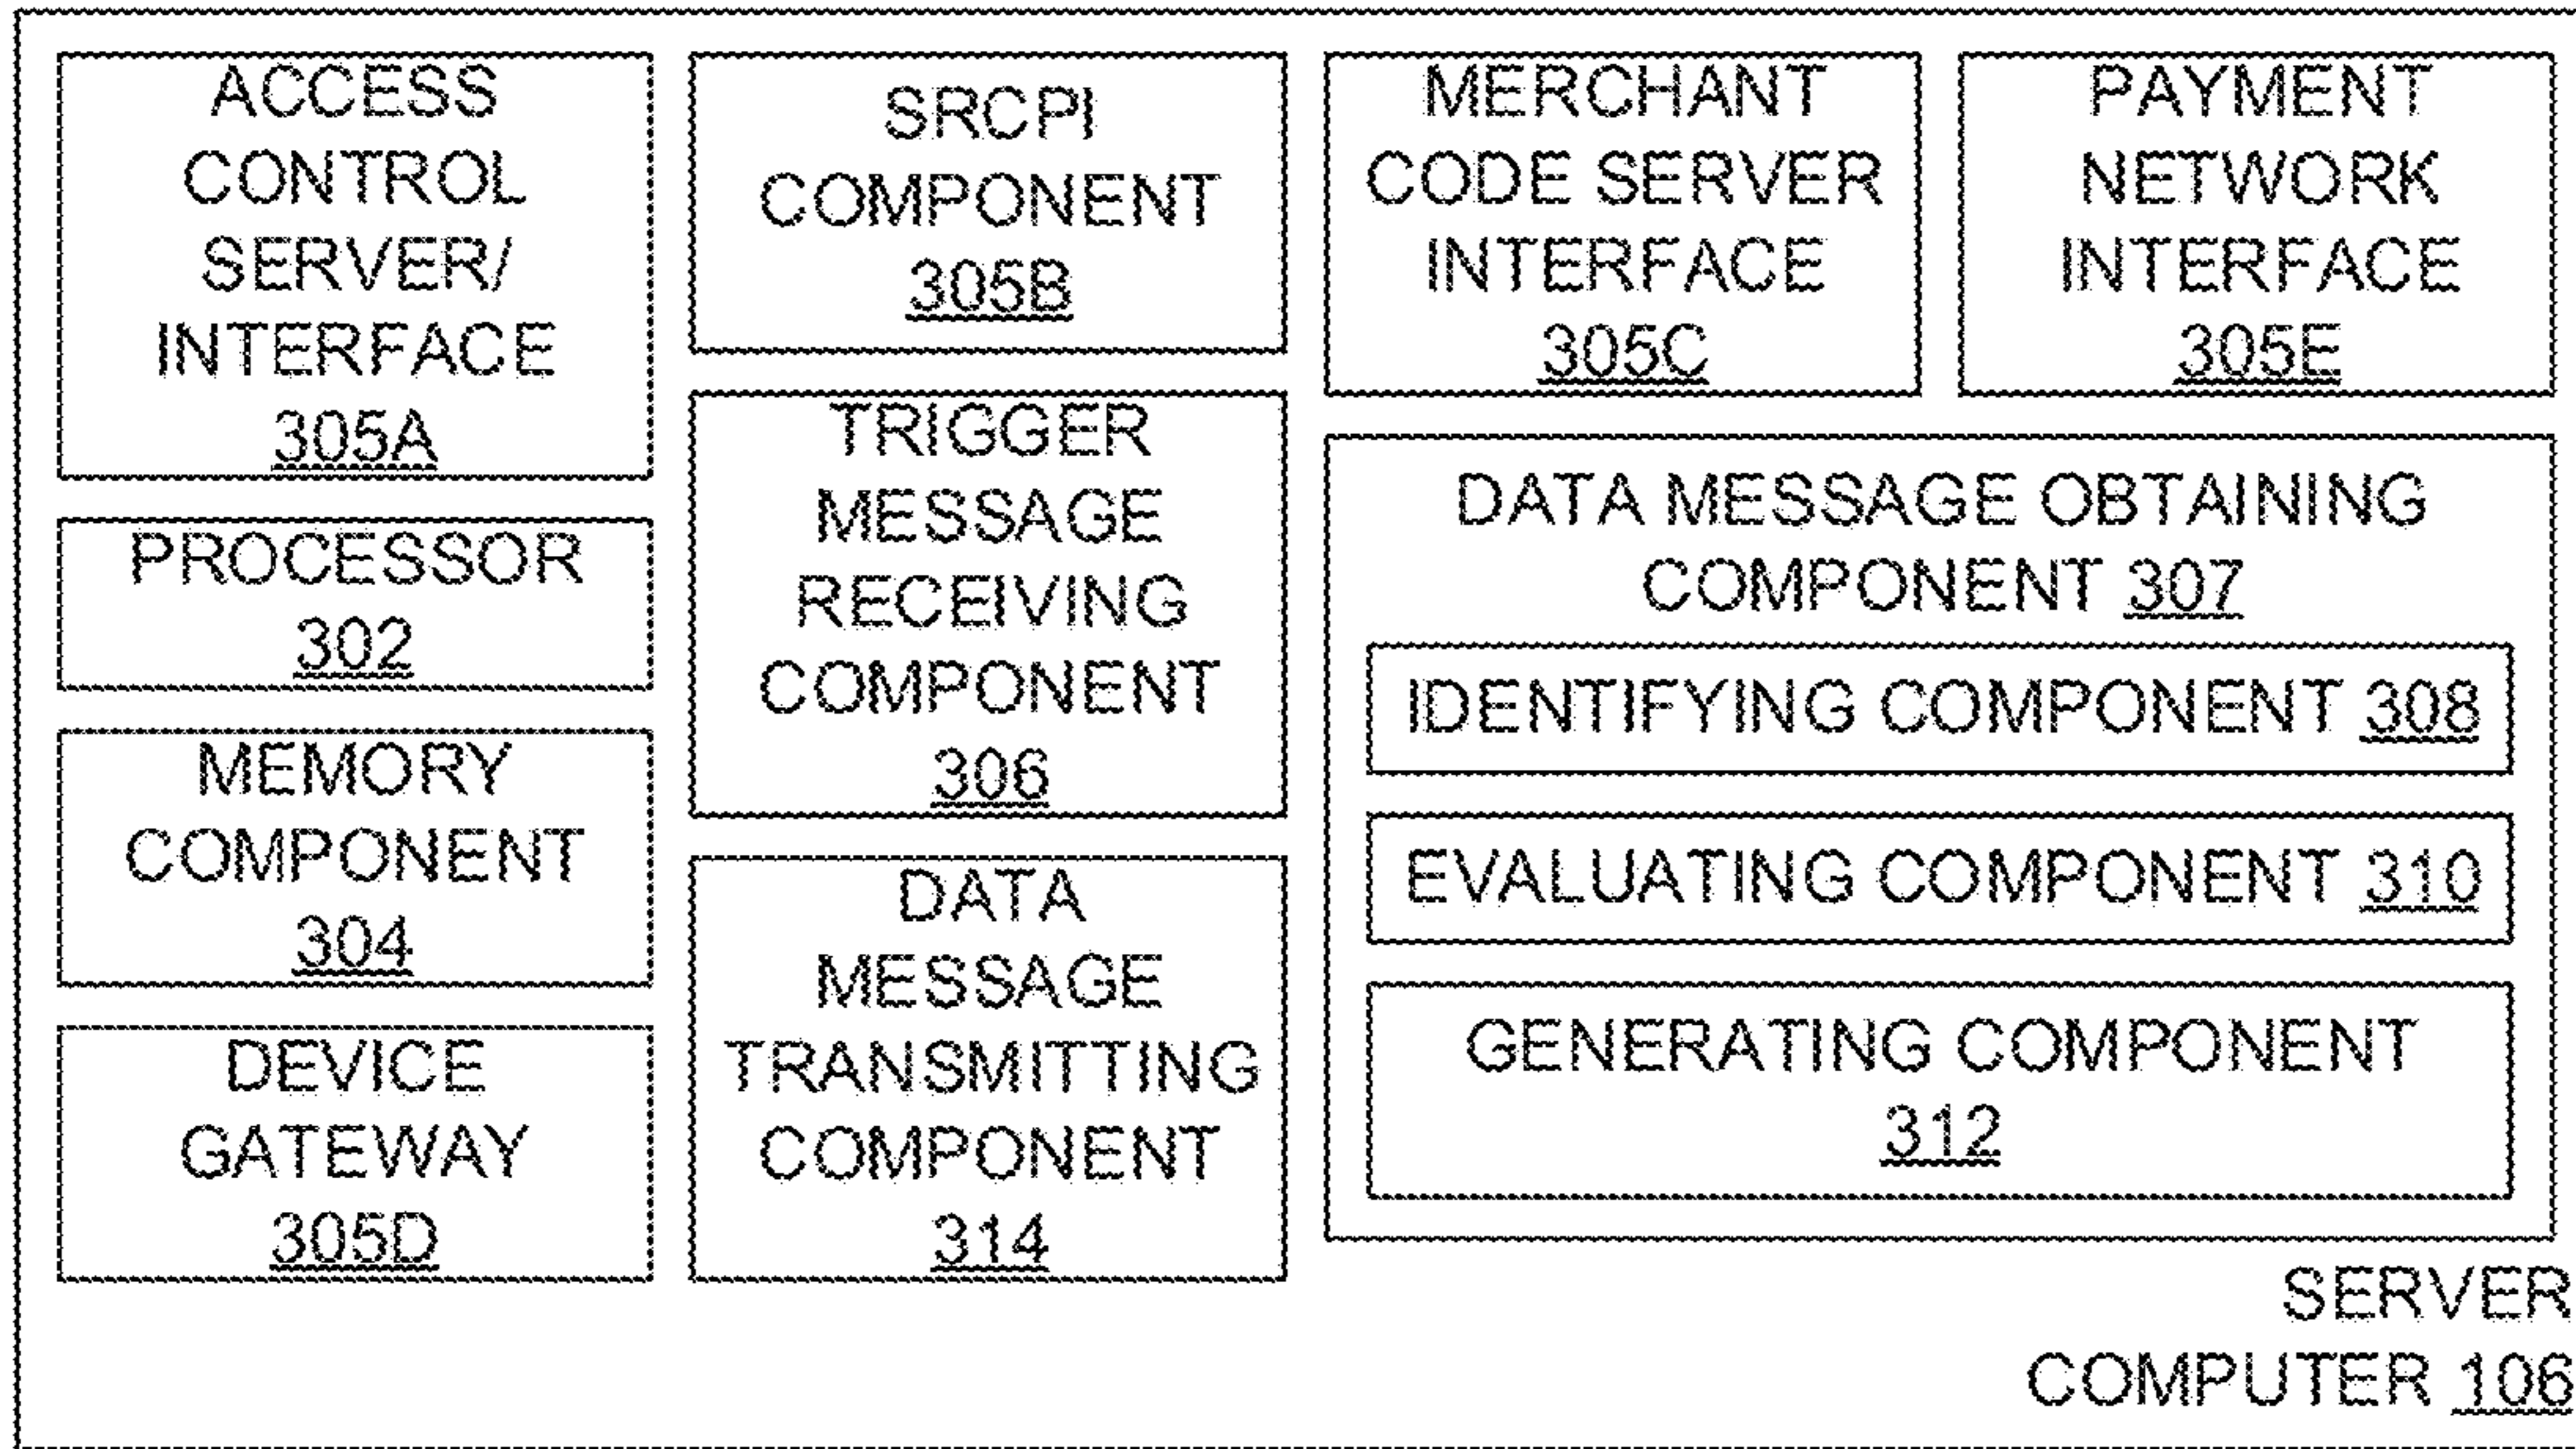 ACCESS
CONTROL
SERVER/
INTERFACE
305A
PROCESSOR
302
MEMORY
COMPONENT
304
DEVICE
GATEWAY
305D
SRCPI
COMPONENT
305B
TRIGGER
MESSAGE
RECEIVING
COMPONENT
306
DATA
MESSAGE
TRANSMITTING
COMPONENT
314
MERCHANT
CODE SERVER
INTERFACE
305C
PAYMENT
NETWORK
INTERFACE
305E
DATA MESSAGE OBTAINING
COMPONENT 307
IDENTIFYING COMPONENT 308
EVALUATING COMPONENT 310
GENERATING COMPONENT
312
SERVER
COMPUTER 106